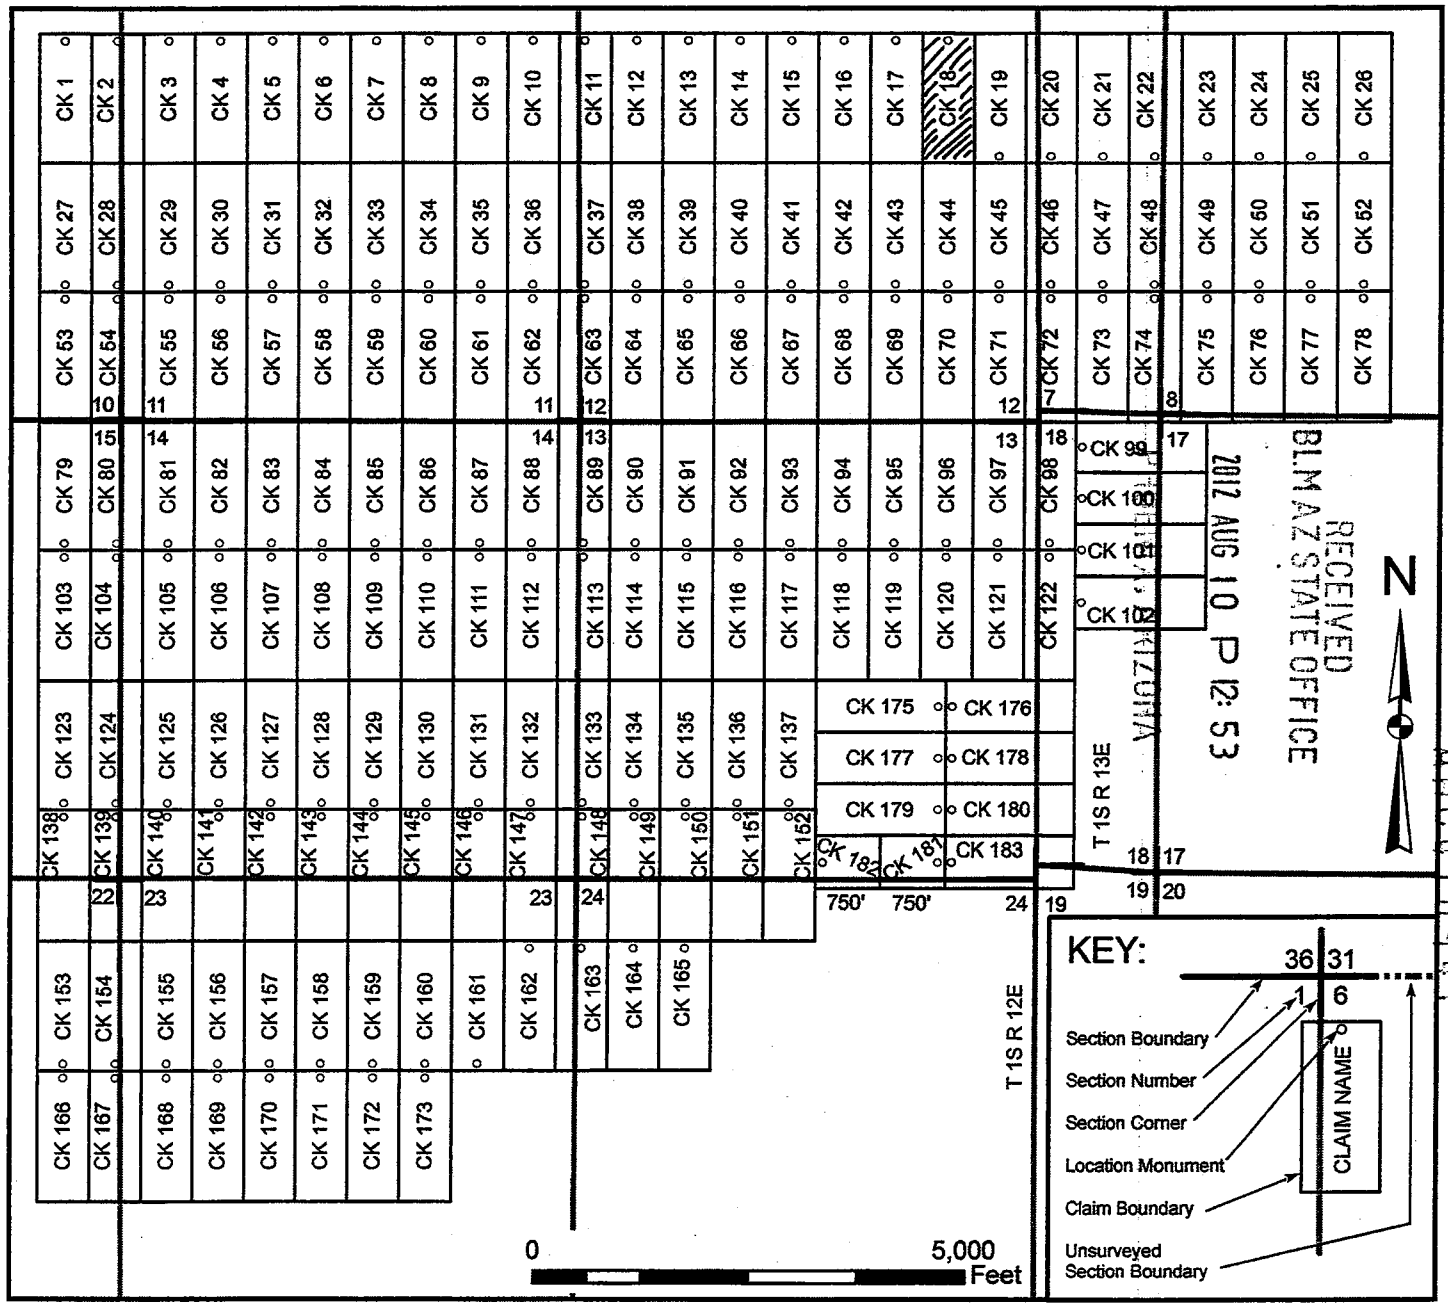 CK 1 CK 2 CK 3 CK 4 CK 5 CK 6 CK 7 CK 8 CK 9 CK 10 CK 11 CK 12 CK 13 CK 14 CK 15 CK 16 CK 17 CK 18 CK 19 CK 20 CK 21 CK 22 CK 23 CK 24 CK 25 CK 26
CK 27 CK 28 CK 29 CK 30 CK 31 CK 32 CK 33 CK 34 CK 35 CK 36 CK 37 CK 38 CK 39 CK 40 CK 41 CK 42 CK 43 CK 44 CK 45 CK 46 CK 47 CK 48 CK 49 CK 50 CK 51 CK 52
CK 53 CK 54 CK 55 CK 56 CK 57 CK 58 CK 59 CK 60 CK 61 CK 62 CK 63 CK 64 CK 65 CK 66 CK 67 CK 68 CK 69 CK 70 CK 71 CK 72 CK 73 CK 74 CK 75 CK 76 CK 77 CK 78
10 11 11 12 12 7 8
15 14 14 13 13 18 17
CK 79 CK 80 CK 81 CK 82 CK 83 CK 84 CK 85 CK 86 CK 87 CK 88 CK 89 CK 90 CK 91 CK 92 CK 93 CK 94 CK 95 CK 96 CK 97 CK 98
CK 99
CK 100
CK 101
CK 102
CK 103 CK 104 CK 105 CK 106 CK 107 CK 108 CK 109 CK 110 CK 111 CK 112 CK 113 CK 114 CK 115 CK 116 CK 117 CK 118 CK 119 CK 120 CK 121 CK 122
RECEIVED
BLM AZ STATE OFFICE
2012 AUG 10 P 12:53
ARIZONA
N
CK 123 CK 124 CK 125 CK 126 CK 127 CK 128 CK 129 CK 130 CK 131 CK 132 CK 133 CK 134 CK 135 CK 136 CK 137
CK 175 CK 176
CK 177 CK 178
CK 179 CK 180
CK 182 CK 181 CK 183
T 1S R 13E
CK 138 CK 139 CK 140 CK 141 CK 142 CK 143 CK 144 CK 145 CK 146 CK 147 CK 148 CK 149 CK 150 CK 151 CK 152
18 17
22 23 23 24 750' 750' 24 19 19 20
CK 153 CK 154 CK 155 CK 156 CK 157 CK 158 CK 159 CK 160 CK 161 CK 162 CK 163 CK 164 CK 165
T 1S R 12E
CK 166 CK 167 CK 168 CK 169 CK 170 CK 171 CK 172 CK 173
0 5,000
Feet
KEY:
36 31
1 6
Section Boundary
Section Number
Section Corner
Location Monument
Claim Boundary
Unsurveyed
Section Boundary
CLAIM NAME